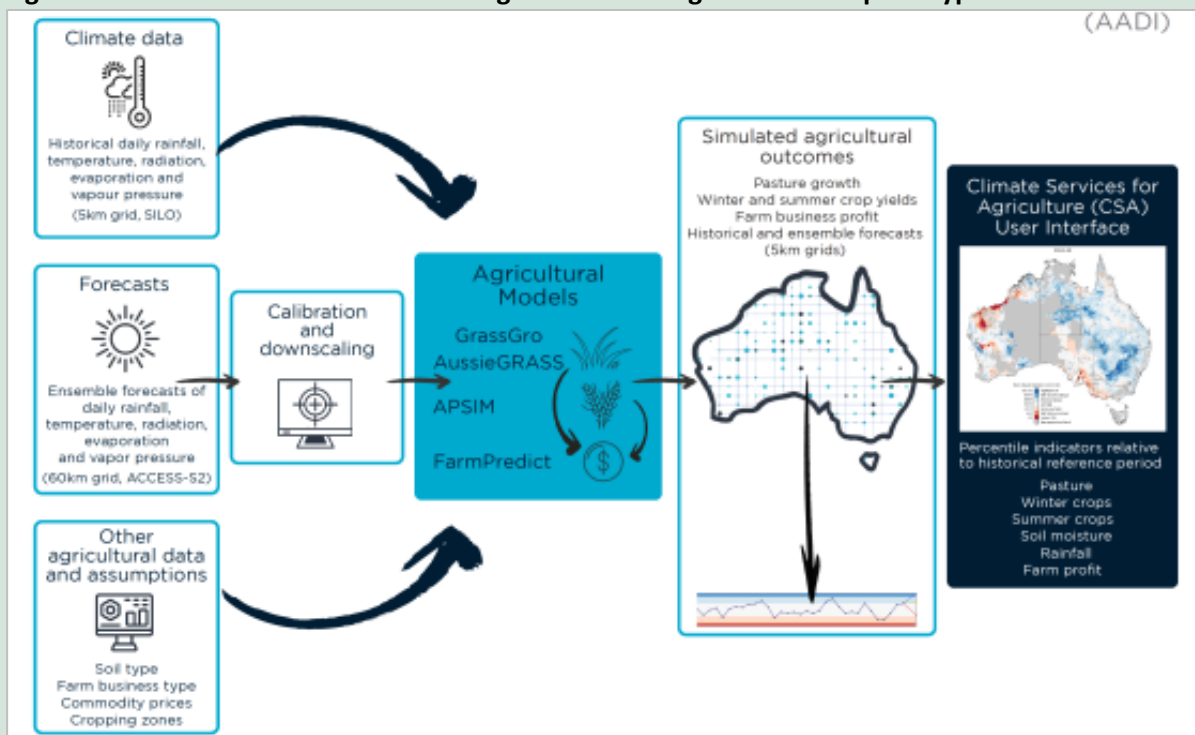 (AADI)
Climate data
Historical daily rainfall,
temperature, radiation,
evaporation and
vapour pressure
(5km grid, SILO)
Forecasts
Ensemble forecasts of
daily rainfall,
temperature, radiation,
evaporation
and vapor pressure
(60km grid, ACCESS-S2)
Other
agricultural data
and assumptions
Soil type
Farm business type
Commodity prices
Cropping zones
Calibration
and
downscaling
Agricultural
Models
GrassGro
AussieGRASS
APSIM
FarmPredict
$
Simulated agricultural
outcomes
Pasture growth
Winter and summer crop yields
Farm business profit
Historical and ensemble forecasts
(5km grids)
Climate Services for
Agriculture (CSA)
User Interface
Percentile indicators relative
to historical reference period
Pasture
Winter crops
Summer crops
Soil moisture
Rainfall
Farm profit